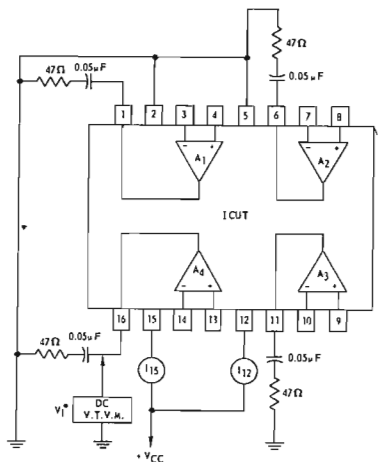 47Ω
0.05μF
47Ω 0.05μF
1 2 3 4 5 6 7 8
- + - +
A1 A2
ICUT
A4 A3
- + - +
16 15 14 13 12 11 10 9
47Ω 0.05μF
I15 I12
0.05μF
47Ω
V1* DC
V.T.V.M.
+ VCC